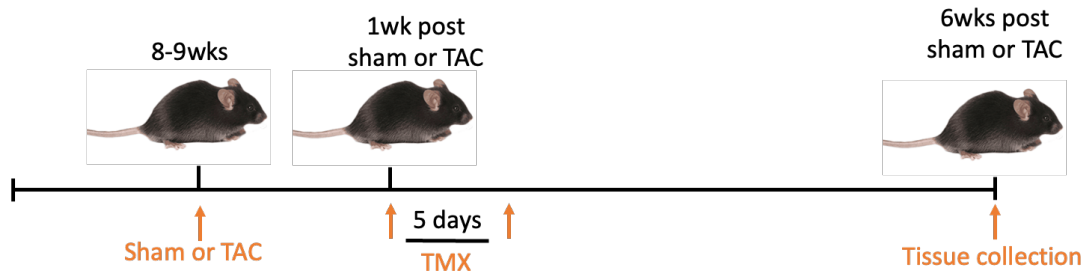 8-9wks
1wk post
sham or TAC
6wks post
sham or TAC
Sham or TAC
5 days
TMX
Tissue collection